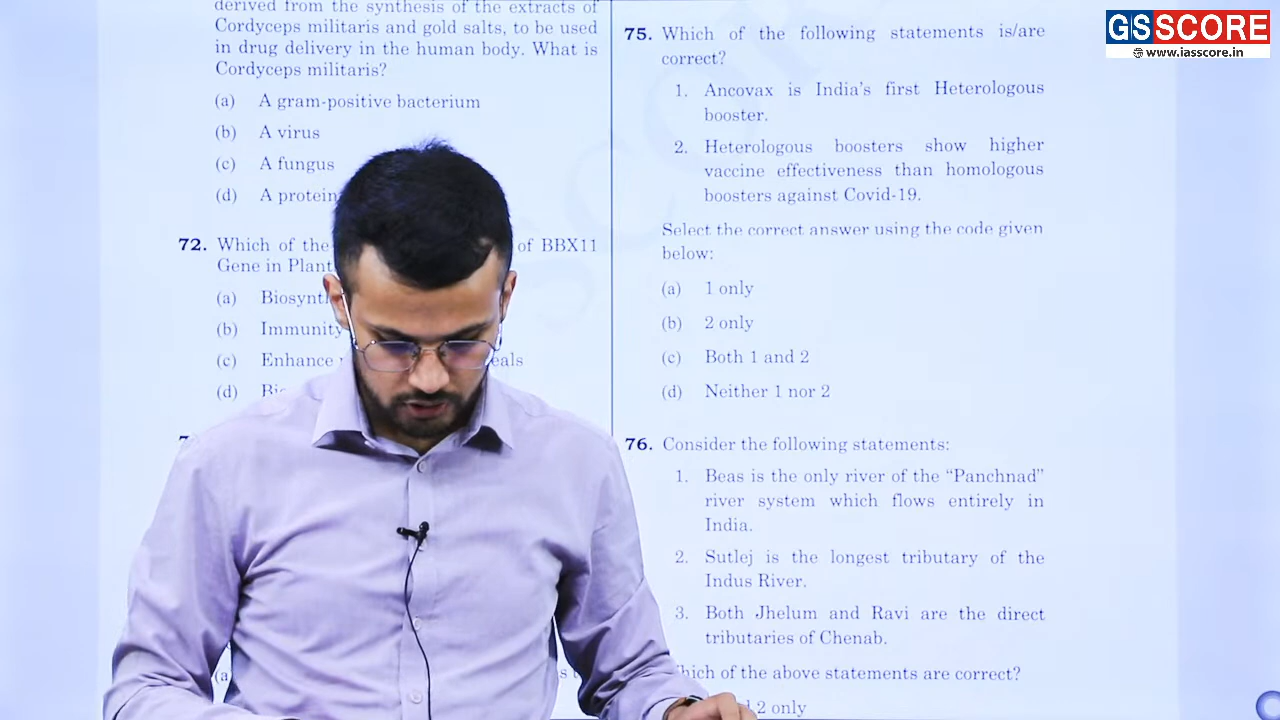 derived from the synthesis of the extracts of
Cordyceps militaris and gold salts, to be used
in drug delivery in the human body. What is
Cordyceps militaris?
(a) A gram-positive bacterium
(b) A virus
(c) A fungus
(d) A protein
72. Which of the of BBX11
Gene in Plant
(a)
(b) Immunity
(c) Enhance
(d)
(a)
75. Which of the following statements is/are
correct?
1. Ancovax is India's first Heterologous
booster.
2. Heterologous boosters show higher
vaccine effectiveness than homologous
boosters against Covid-19.
Select the correct answer using the code given
below:
(a) 1 only
(b) 2 only
(c) Both 1 and 2
(d) Neither 1 nor 2
76. Consider the following statements:
1. Beas is the only river of the “Panchnad”
river system which flows entirely in
India.
2. Sutlej is the longest tributary of the
Indus River.
3. Both Jhelum and Ravi are the direct
tributaries of Chenab.
Which of the above statements are correct?
2 only
GSSCORE
www.iasscore.in